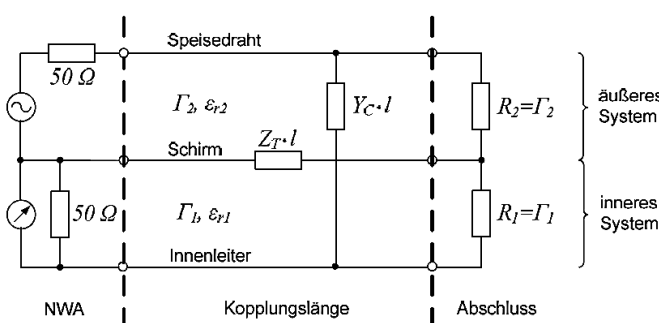 Speisedraht
50 Ω
Γ2, εr2
YC·l
R2=Γ2
äußeres
System
Schirm
ZT·l
50 Ω
Γ1, εr1
R1=Γ1
inneres
System
Innenleiter
NWA
Kopplungslänge
Abschluss